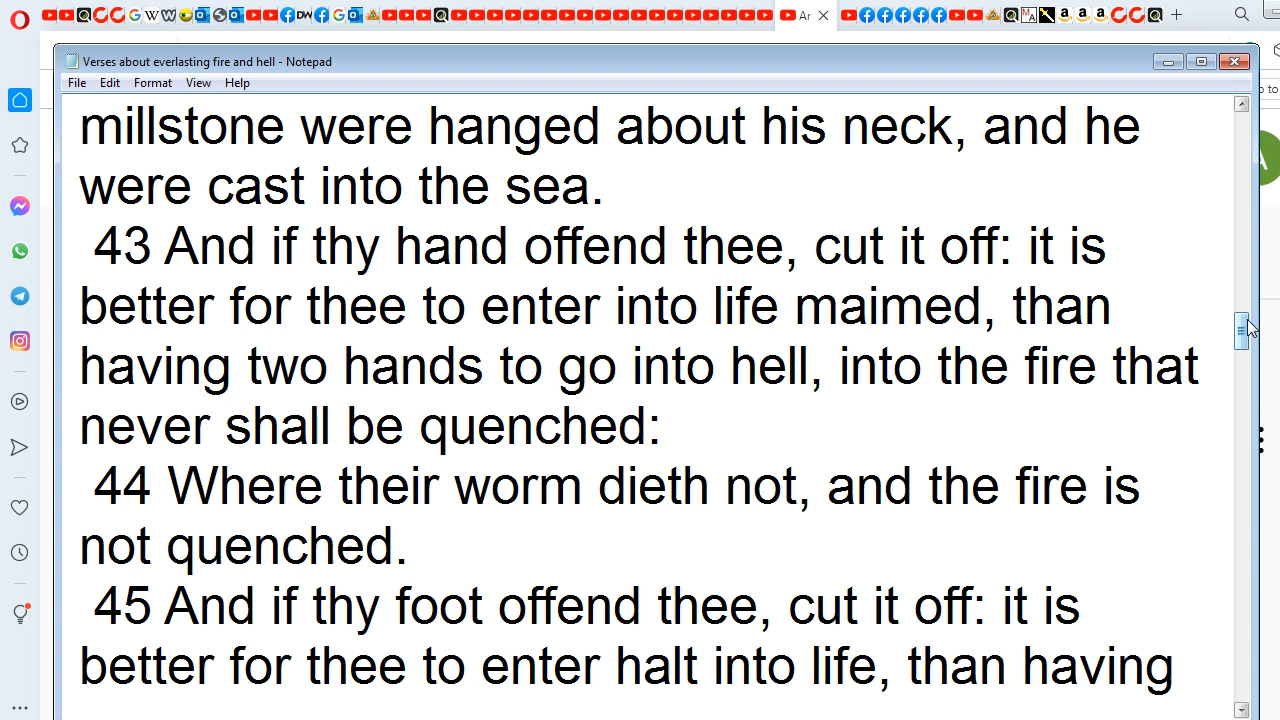 Ar
Verses about everlasting fire and hell - Notepad
File Edit Format View Help
millstone were hanged about his neck, and he
were cast into the sea.
43 And if thy hand offend thee, cut it off: it is
better for thee to enter into life maimed, than
having two hands to go into hell, into the fire that
never shall be quenched:
44 Where their worm dieth not, and the fire is
not quenched.
45 And if thy foot offend thee, cut it off: it is
better for thee to enter halt into life, than having